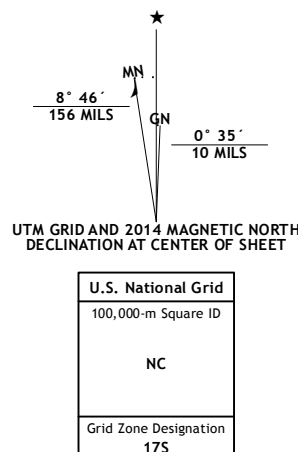 ★
MN
8° 46´
156 MILS
GN
0° 35´
10 MILS
UTM GRID AND 2014 MAGNETIC NORTH
DECLINATION AT CENTER OF SHEET
U.S. National Grid
100,000-m Square ID
NC
Grid Zone Designation
17S